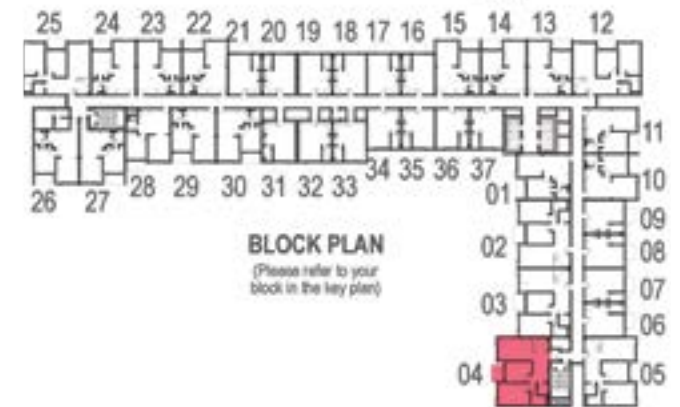 25 24 23 22 21 20 19 18 17 16 15 14 13 12
11
34 35 36 37
10
28 29 30 31 32 33
01
26 27
09
BLOCK PLAN
02
08
(Please refer to your
block in the key plan)
07
03
06
04
05